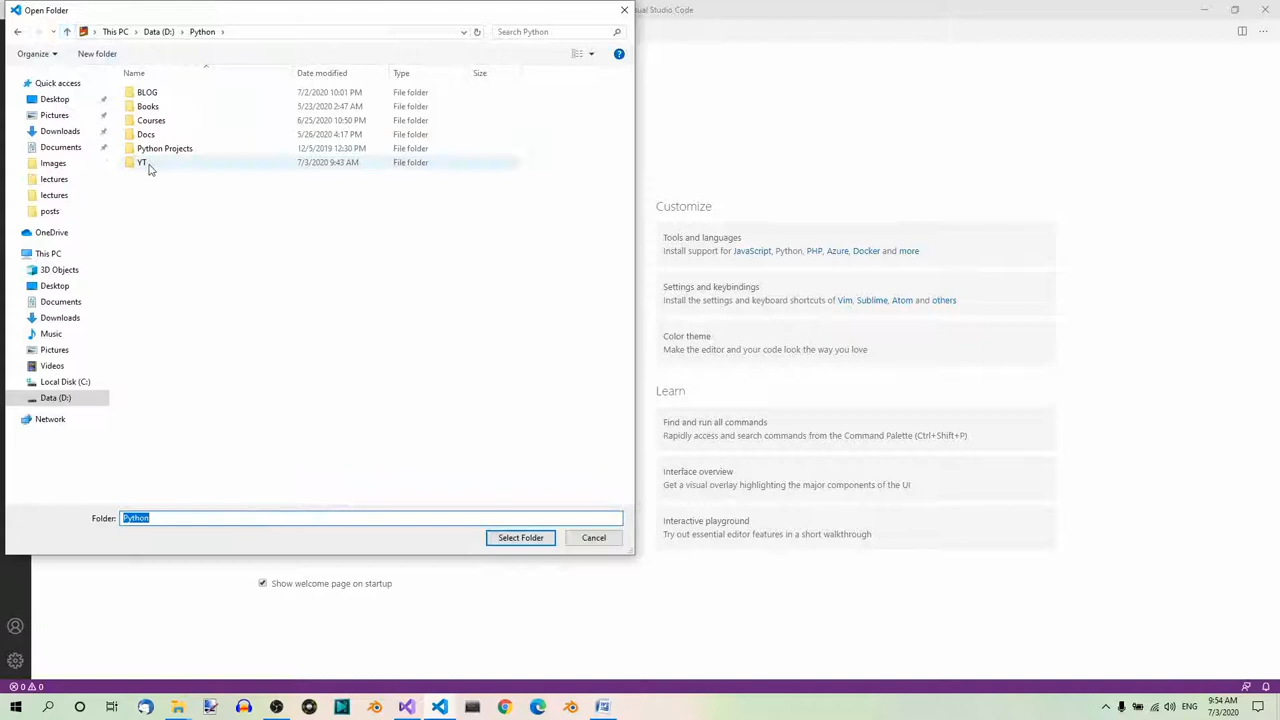 Open Folder
sual Studio Code
This PC > Data (D:) > Python >
Search Python
Organize
New folder
Name Date modified Type Size
Quick access
Desktop
Pictures
Downloads
Documents
Images
lectures
lectures
posts
OneDrive
This PC
3D Objects
Desktop
Documents
Downloads
Music
Pictures
Videos
Local Disk (C:)
Data (D:)
Network
BLOG 7/2/2020 10:01 PM File folder
Books 5/23/2020 2:47 AM File folder
Courses 6/25/2020 10:50 PM File folder
Docs 5/26/2020 4:17 PM File folder
Python Projects 12/5/2019 12:30 PM File folder
YT 7/3/2020 9:43 AM File folder
Folder: Python
Select Folder Cancel
Customize
Tools and languages
Install support for JavaScript, Python, PHP, Azure, Docker and more
Settings and keybindings
Install the settings and keyboard shortcuts of Vim, Sublime, Atom and others
Color theme
Make the editor and your code look the way you love
Learn
Find and run all commands
Rapidly access and search commands from the Command Palette (Ctrl+Shift+P)
Interface overview
Get a visual overlay highlighting the major components of the UI
Interactive playground
Try out essential editor features in a short walkthrough
Show welcome page on startup
0 0
9:54 AM
7/3/2020